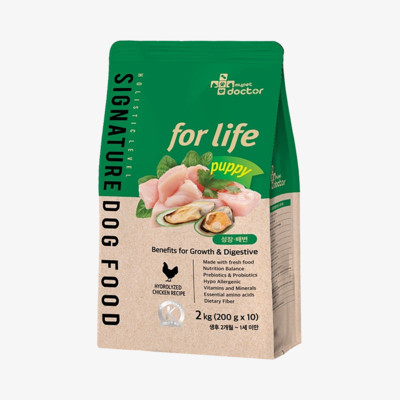 mypet
doctor
for life
puppy
성장·배변
Benefits for Growth & Digestive
Made with fresh food
Nutrition Balance
Prebiotics & Probiotics
Hypo Allergenic
Vitamins and Minerals
Essential amino acids
Dietary Fiber
HYDROLYZED
CHICKEN RECIPE
2 kg (200 g x 10)
생후 2개월 ~ 1세 미만
SIGNATURE DOG FOOD
HOLISTIC LEVEL